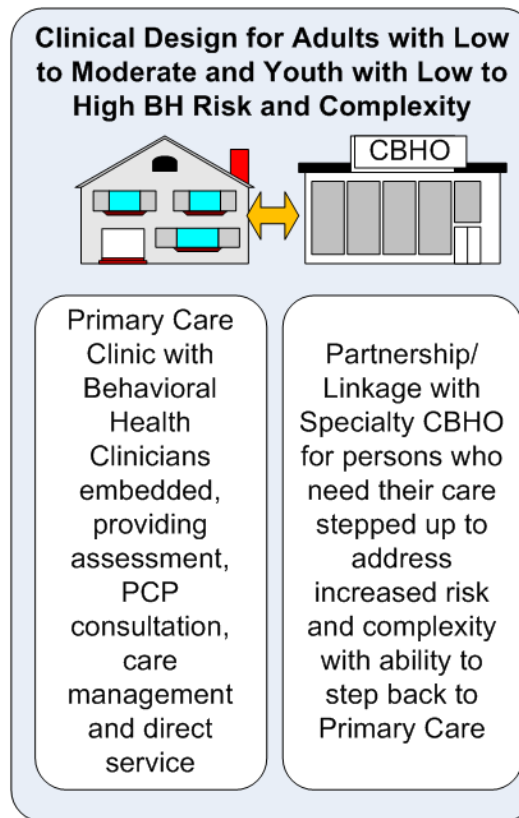 Clinical Design for Adults with Low
to Moderate and Youth with Low to
High BH Risk and Complexity
CBHO
Primary Care
Clinic with
Behavioral
Health
Clinicians
embedded,
providing
assessment,
PCP
consultation,
care
management
and direct
service
Partnership/
Linkage with
Specialty CBHO
for persons who
need their care
stepped up to
address
increased risk
and complexity
with ability to
step back to
Primary Care